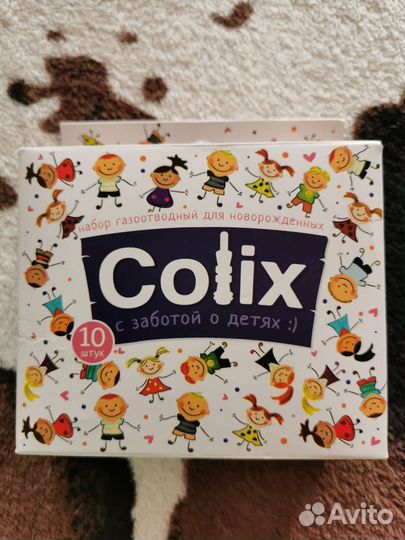 набор газоотводный для новорожденных
Colix
с заботой о детях :)
10
штук
Avito